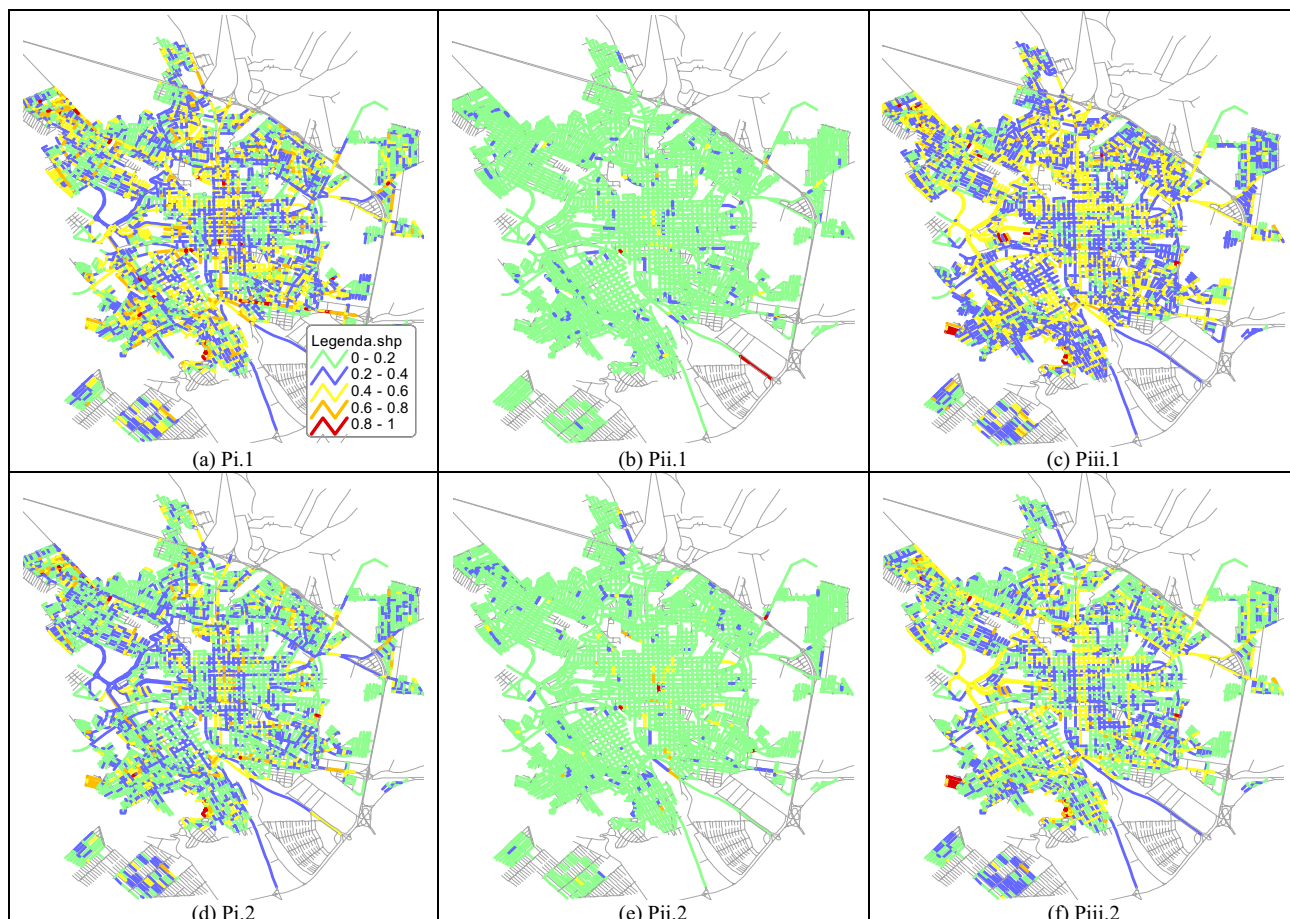 Legenda.shp
0 - 0.2
0.2 - 0.4
0.4 - 0.6
0.6 - 0.8
0.8 - 1
(a) Pi.1
(b) Pii.1
(c) Piii.1
(d) Pi.2
(e) Pii.2
(f) Piii.2